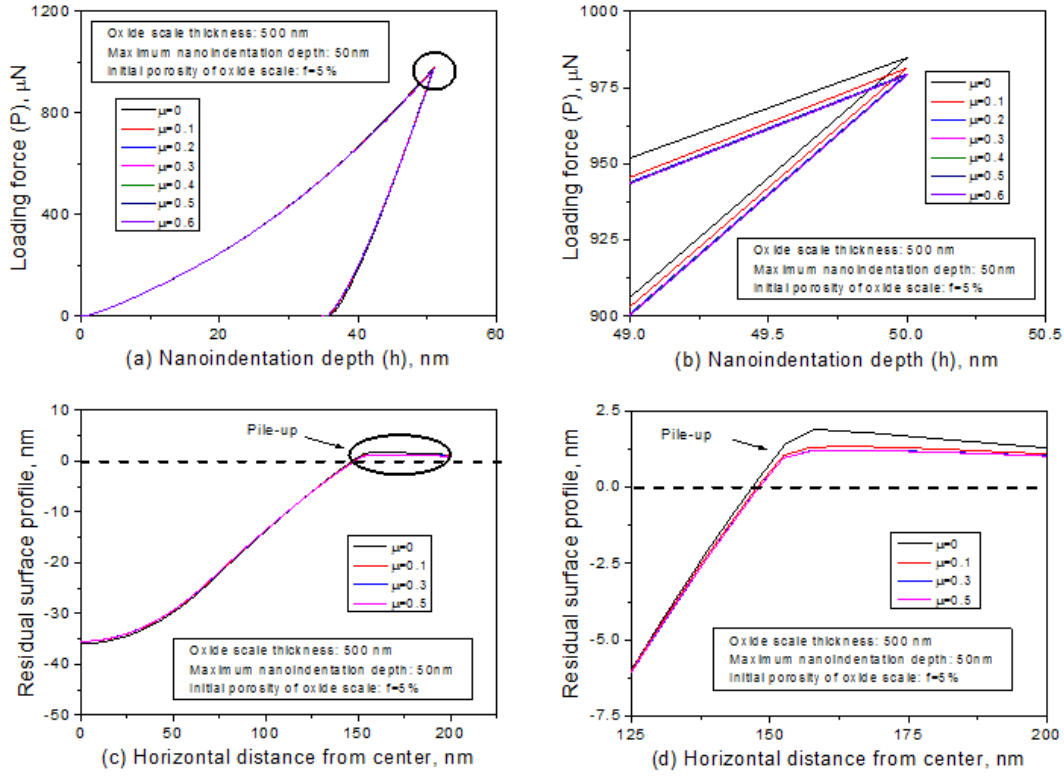 1200
800
400
0
Loading force (P), μN
Oxide scale thickness: 500 nm
Maximum nanoindentation depth: 50nm
Initial porosity of oxide scale: f=5%
μ=0
μ=0.1
μ=0.2
μ=0.3
μ=0.4
μ=0.5
μ=0.6
0 20 40 60
(a) Nanoindentation depth (h), nm
1000
975
950
925
900
Loading force (P), μN
μ=0
μ=0.1
μ=0.2
μ=0.3
μ=0.4
μ=0.5
μ=0.6
Oxide scale thickness: 500 nm
Maximum nanoindentation depth: 50nm
Initial porosity of oxide scale: f=5%
49.0 49.5 50.0 50.5
(b) Nanoindentation depth (h), nm
10
0
-10
-20
-30
-40
-50
Residual surface profile, nm
Pile-up
μ=0
μ=0.1
μ=0.3
μ=0.5
Oxide scale thickness: 500 nm
Maximum nanoindentation depth: 50nm
Initial porosity of oxide scale: f=5%
0 50 100 150 200
(c) Horizontal distance from center, nm
2.5
0.0
-2.5
-5.0
-7.5
Residual surface profile, nm
Pile-up
μ=0
μ=0.1
μ=0.3
μ=0.5
Oxide scale thickness: 500 nm
Maximum nanoindentation depth: 50nm
Initial porosity of oxide scale: f=5%
125 150 175 200
(d) Horizontal distance from center, nm